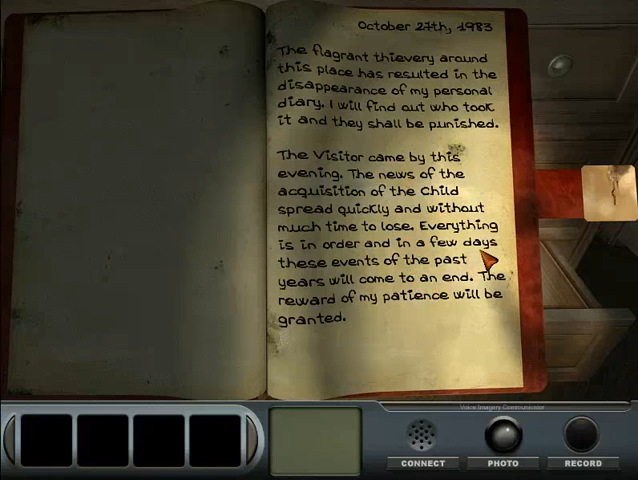 October 27th, 1983
The flagrant thievery around
this place has resulted in the
disappearance of my personal
diary. I will find out who took
it and they shall be punished.
The Visitor came by this
evening. The news of the
acquisition of the Child
spread quickly and without
much time to lose. Everything
is in order and in a few days
these events of the past
years will come to an end. The
reward of my patience will be
granted.
Voice Imagery Communicator
CONNECT
PHOTO
RECORD